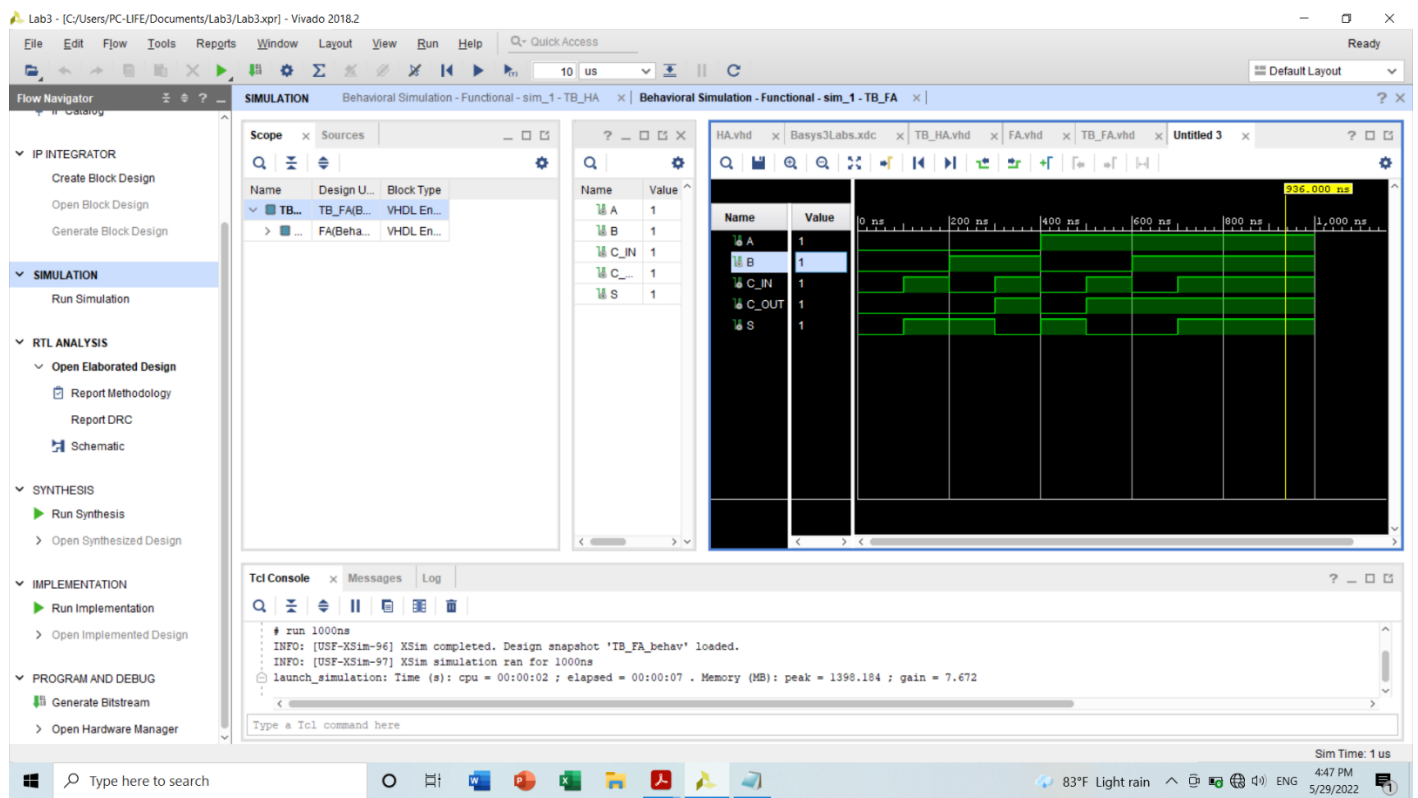 Lab3 - [C:/Users/PC-LIFE/Documents/Lab3/Lab3.xpr] - Vivado 2018.2
File Edit Flow Tools Reports Window Layout View Run Help Q- Quick Access Ready
10 us Default Layout
Flow Navigator ? SIMULATION Behavioral Simulation - Functional - sim_1 - TB_HA × Behavioral Simulation - Functional - sim_1 - TB_FA × ? ×
IP Catalog
IP INTEGRATOR
Create Block Design
Open Block Design
Generate Block Design
SIMULATION
Run Simulation
RTL ANALYSIS
Open Elaborated Design
Report Methodology
Report DRC
Schematic
SYNTHESIS
Run Synthesis
Open Synthesized Design
IMPLEMENTATION
Run Implementation
Open Implemented Design
PROGRAM AND DEBUG
Generate Bitstream
Open Hardware Manager
Scope × Sources
Name Design U... Block Type
TB... TB_FA(B... VHDL En...
... FA(Beha... VHDL En...
? 
Name Value
A 1
B 1
C_IN 1
C_... 1
S 1
HA.vhd × Basys3Labs.xdc × TB_HA.vhd × FA.vhd × TB_FA.vhd × Untitled 3 × ?
936.000 ns
Name Value 0 ns 200 ns 400 ns 600 ns 800 ns 1,000 ns
A 1
B 1
C_IN 1
C_OUT 1
S 1
Tcl Console × Messages Log ?
# run 1000ns
INFO: [USF-XSim-96] XSim completed. Design snapshot 'TB_FA_behav' loaded.
INFO: [USF-XSim-97] XSim simulation ran for 1000ns
launch_simulation: Time (s): cpu = 00:00:02 ; elapsed = 00:00:07 . Memory (MB): peak = 1398.184 ; gain = 7.672
Type a Tcl command here
Sim Time: 1 us
Type here to search 83°F Light rain ENG 4:47 PM
5/29/2022
1